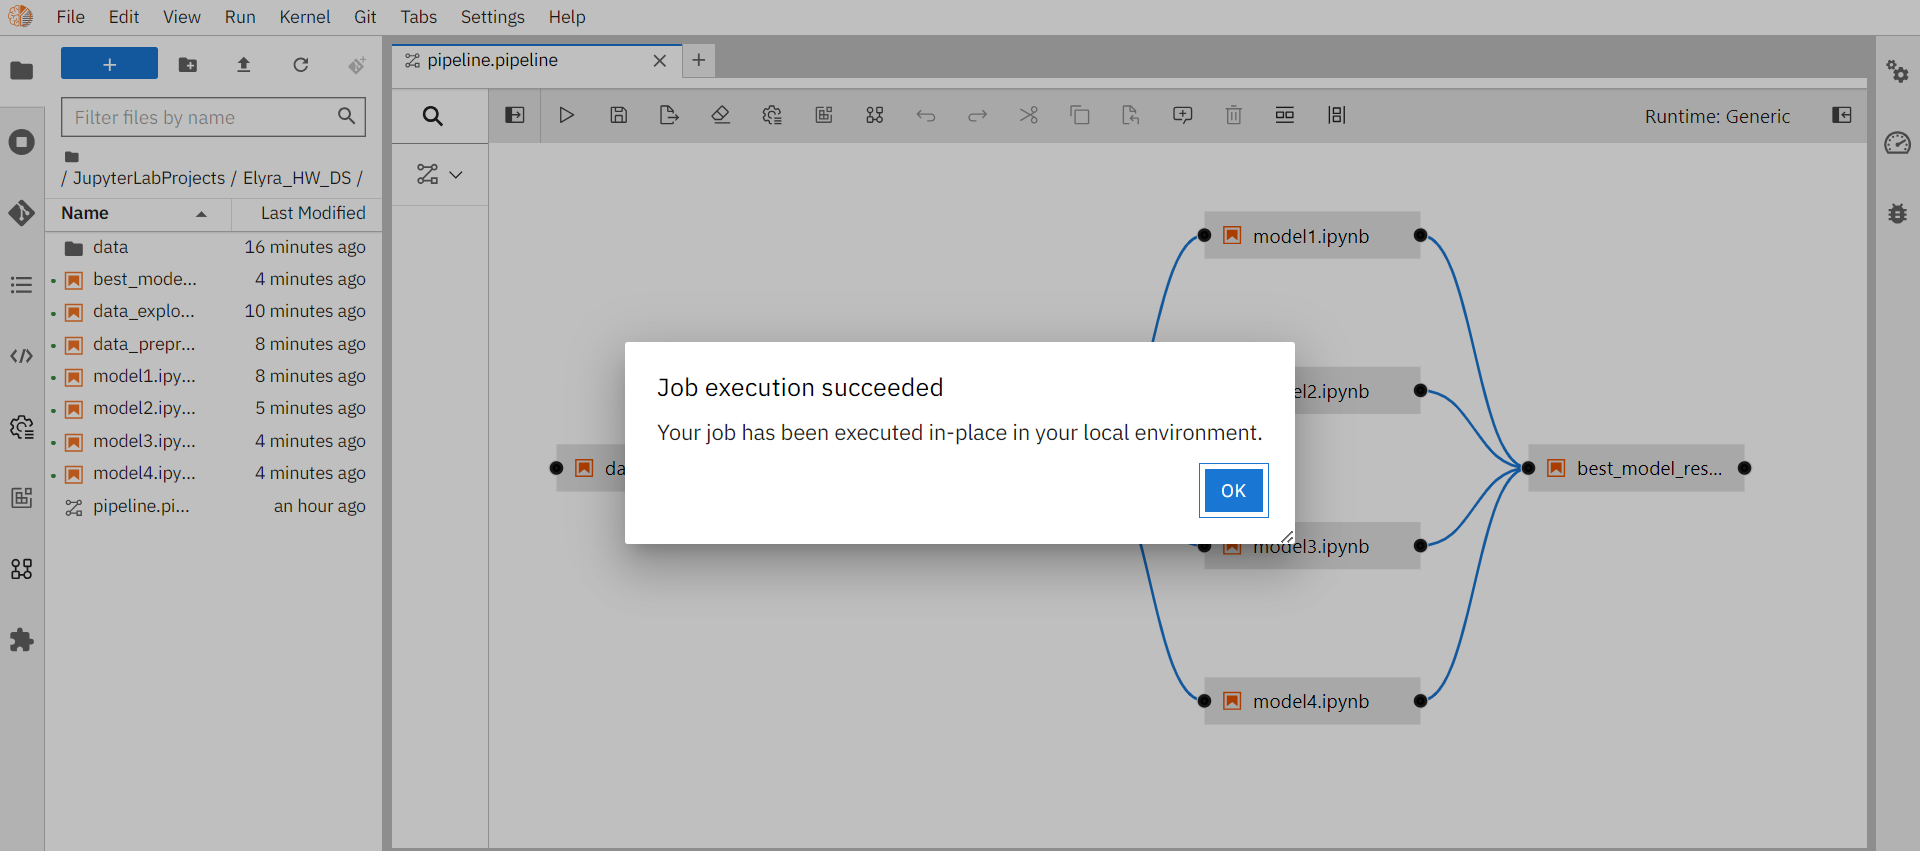 File Edit View Run Kernel Git Tabs Settings Help
pipeline.pipeline
Filter files by name
/ JupyterLabProjects / Elyra_HW_DS /
Name Last Modified
data 16 minutes ago
best_mode... 4 minutes ago
data_explo... 10 minutes ago
data_prepr... 8 minutes ago
model1.ipy... 8 minutes ago
model2.ipy... 5 minutes ago
model3.ipy... 4 minutes ago
model4.ipy... 4 minutes ago
pipeline.pi... an hour ago
Runtime: Generic
model1.ipynb
el2.ipynb
da
best_model_res...
model3.ipynb
model4.ipynb
Job execution succeeded
Your job has been executed in-place in your local environment.
OK